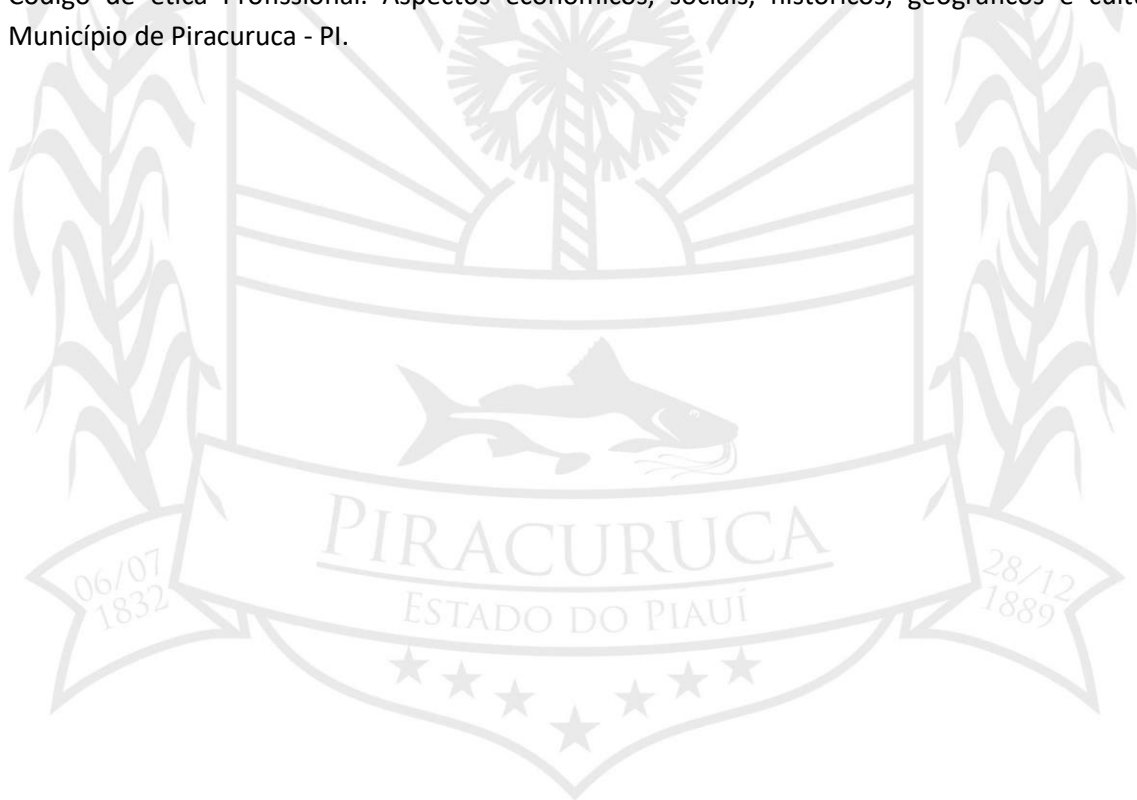 Código de ética Profissional. Aspectos econômicos, sociais, históricos, geográficos e
Município de Piracuruca - PI.
PIRACURUCA
06/07
1832
28/12
1889
ESTADO DO PIAUÍ